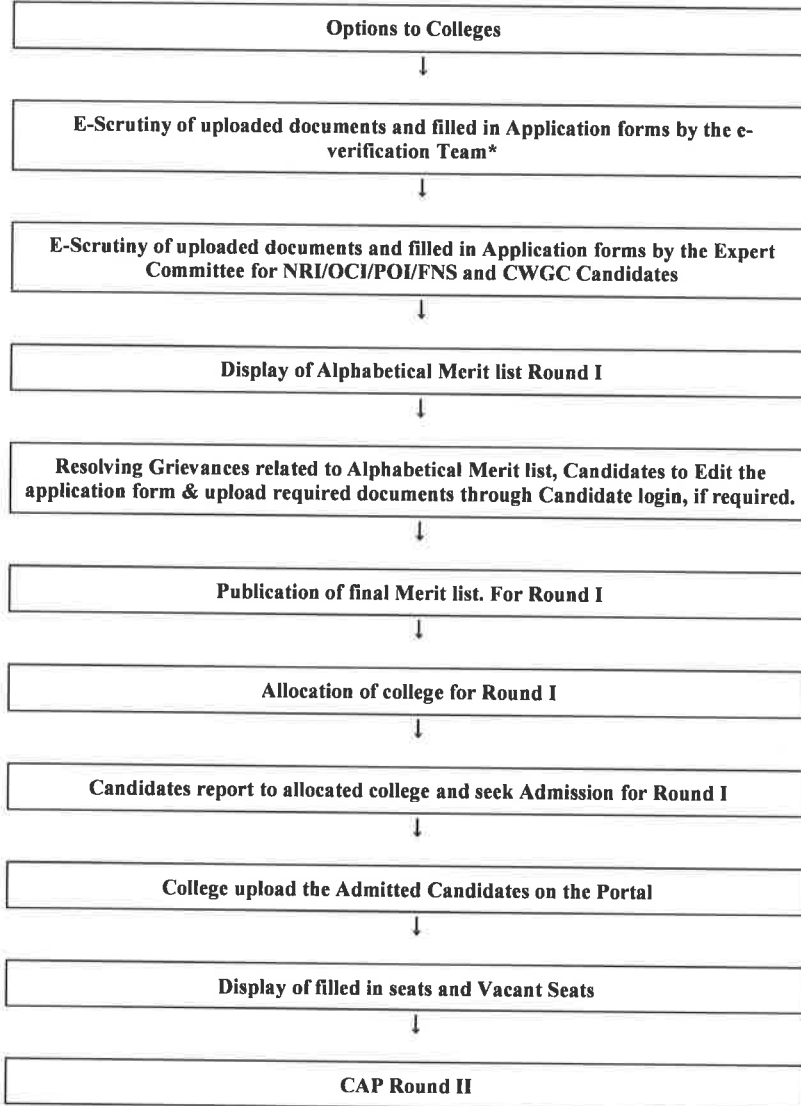 Options to Colleges
↓
E-Scrutiny of uploaded documents and filled in Application forms by the e-
verification Team*
↓
E-Scrutiny of uploaded documents and filled in Application forms by the Expert
Committee for NRI/OCI/POI/FNS and CWGC Candidates
↓
Display of Alphabetical Merit list Round I
↓
Resolving Grievances related to Alphabetical Merit list, Candidates to Edit the
application form & upload required documents through Candidate login, if required.
↓
Publication of final Merit list. For Round I
↓
Allocation of college for Round I
↓
Candidates report to allocated college and seek Admission for Round I
↓
College upload the Admitted Candidates on the Portal
↓
Display of filled in seats and Vacant Seats
↓
CAP Round II